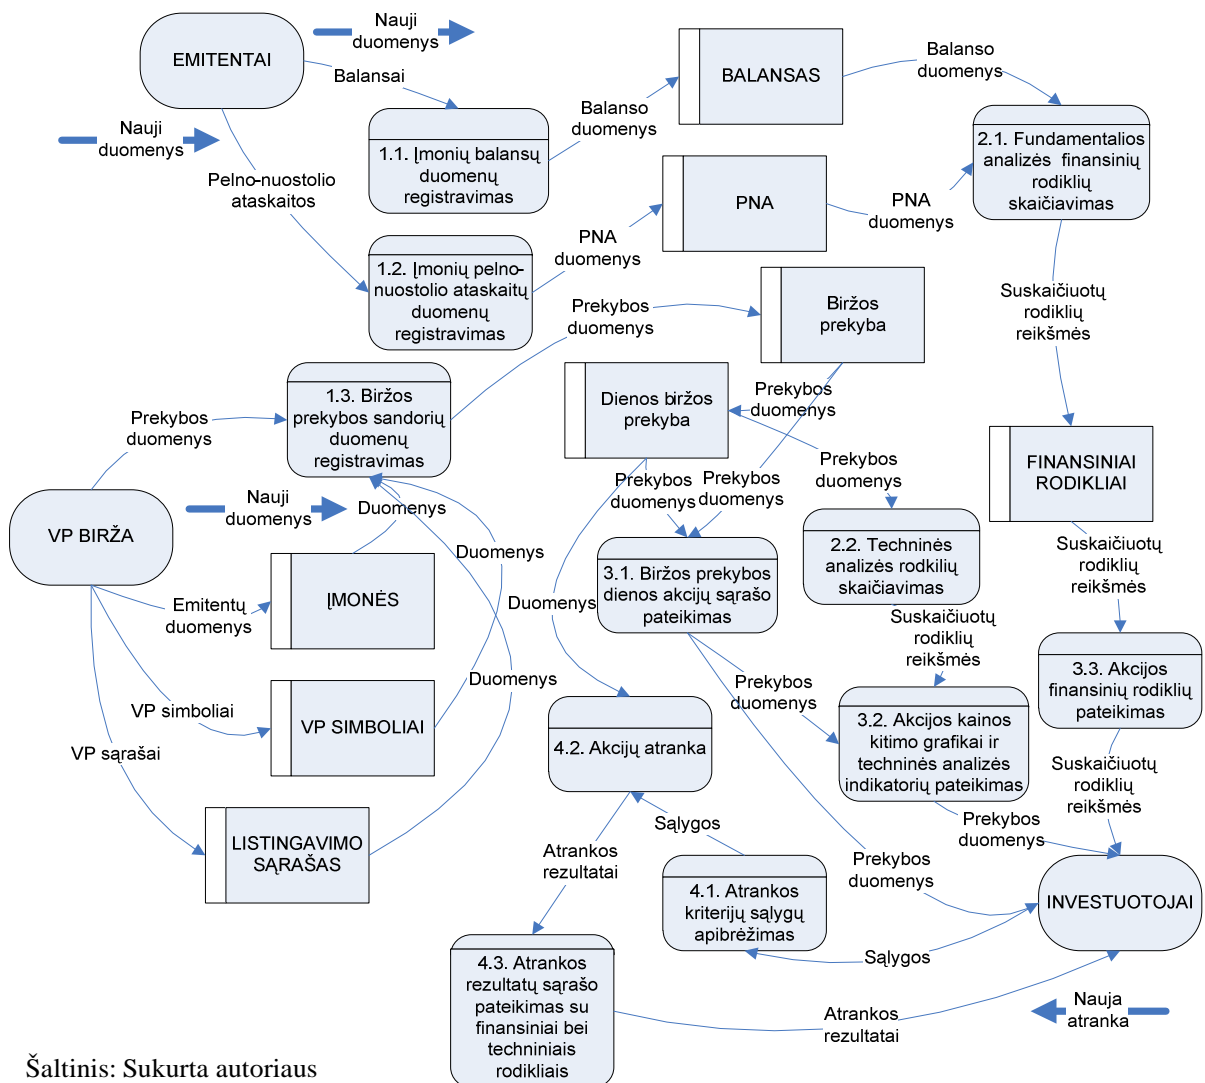 EMITENTAI
Nauji
duomenys
Balansai
Nauji
duomenys
Pelno-nuostolio
ataskaitos
1.1. Įmonių balansų
duomenų
registravimas
Balanso
duomenys
BALANSAS
Balanso
duomenys
2.1. Fundamentalios
analizės finansinių
rodiklių
skaičiavimas
1.2. Įmonių pelno-
nuostolio ataskaitų
duomenų
registravimas
PNA
duomenys
PNA
PNA
duomenys
Suskaičiuotų
rodiklių
reikšmės
Prekybos
duomenys
Biržos
prekyba
1.3. Biržos
prekybos sandorių
duomenų
registravimas
Prekybos
duomenys
Dienos biržos
prekyba
Prekybos
duomenys
Prekybos
duomenys
Prekybos
duomenys
Prekybos
duomenys
FINANSINIAI
RODIKLIAI
VP BIRŽA
Nauji
duomenys
Duomenys
Duomenys
Duomenys
Duomenys
Emitentų
duomenys
ĮMONĖS
3.1. Biržos prekybos
dienos akcijų sąrašo
pateikimas
2.2. Techninės
analizės rodkilių
skaičiavimas
Suskaičiuotų
rodiklių
reikšmės
Suskaičiuotų
rodiklių
reikšmės
VP simboliai
VP SIMBOLIAI
VP sąrašai
LISTINGAVIMO
SĄRAŠAS
4.2. Akcijų atranka
Prekybos
duomenys
3.2. Akcijos kainos
kitimo grafikai ir
techninės analizės
indikatorių pateikimas
3.3. Akcijos
finansinių rodiklių
pateikimas
Suskaičiuotų
rodiklių
reikšmės
Prekybos
duomenys
Sąlygos
Atrankos
rezultatai
4.1. Atrankos
kriterijų sąlygų
apibrėžimas
Prekybos
duomenys
INVESTUOTOJAI
Sąlygos
4.3. Atrankos
rezultatų sąrašo
pateikimas su
finansiniai bei
techniniais
rodikliais
Atrankos
rezultatai
Nauja
atranka
Šaltinis: Sukurta autoriaus